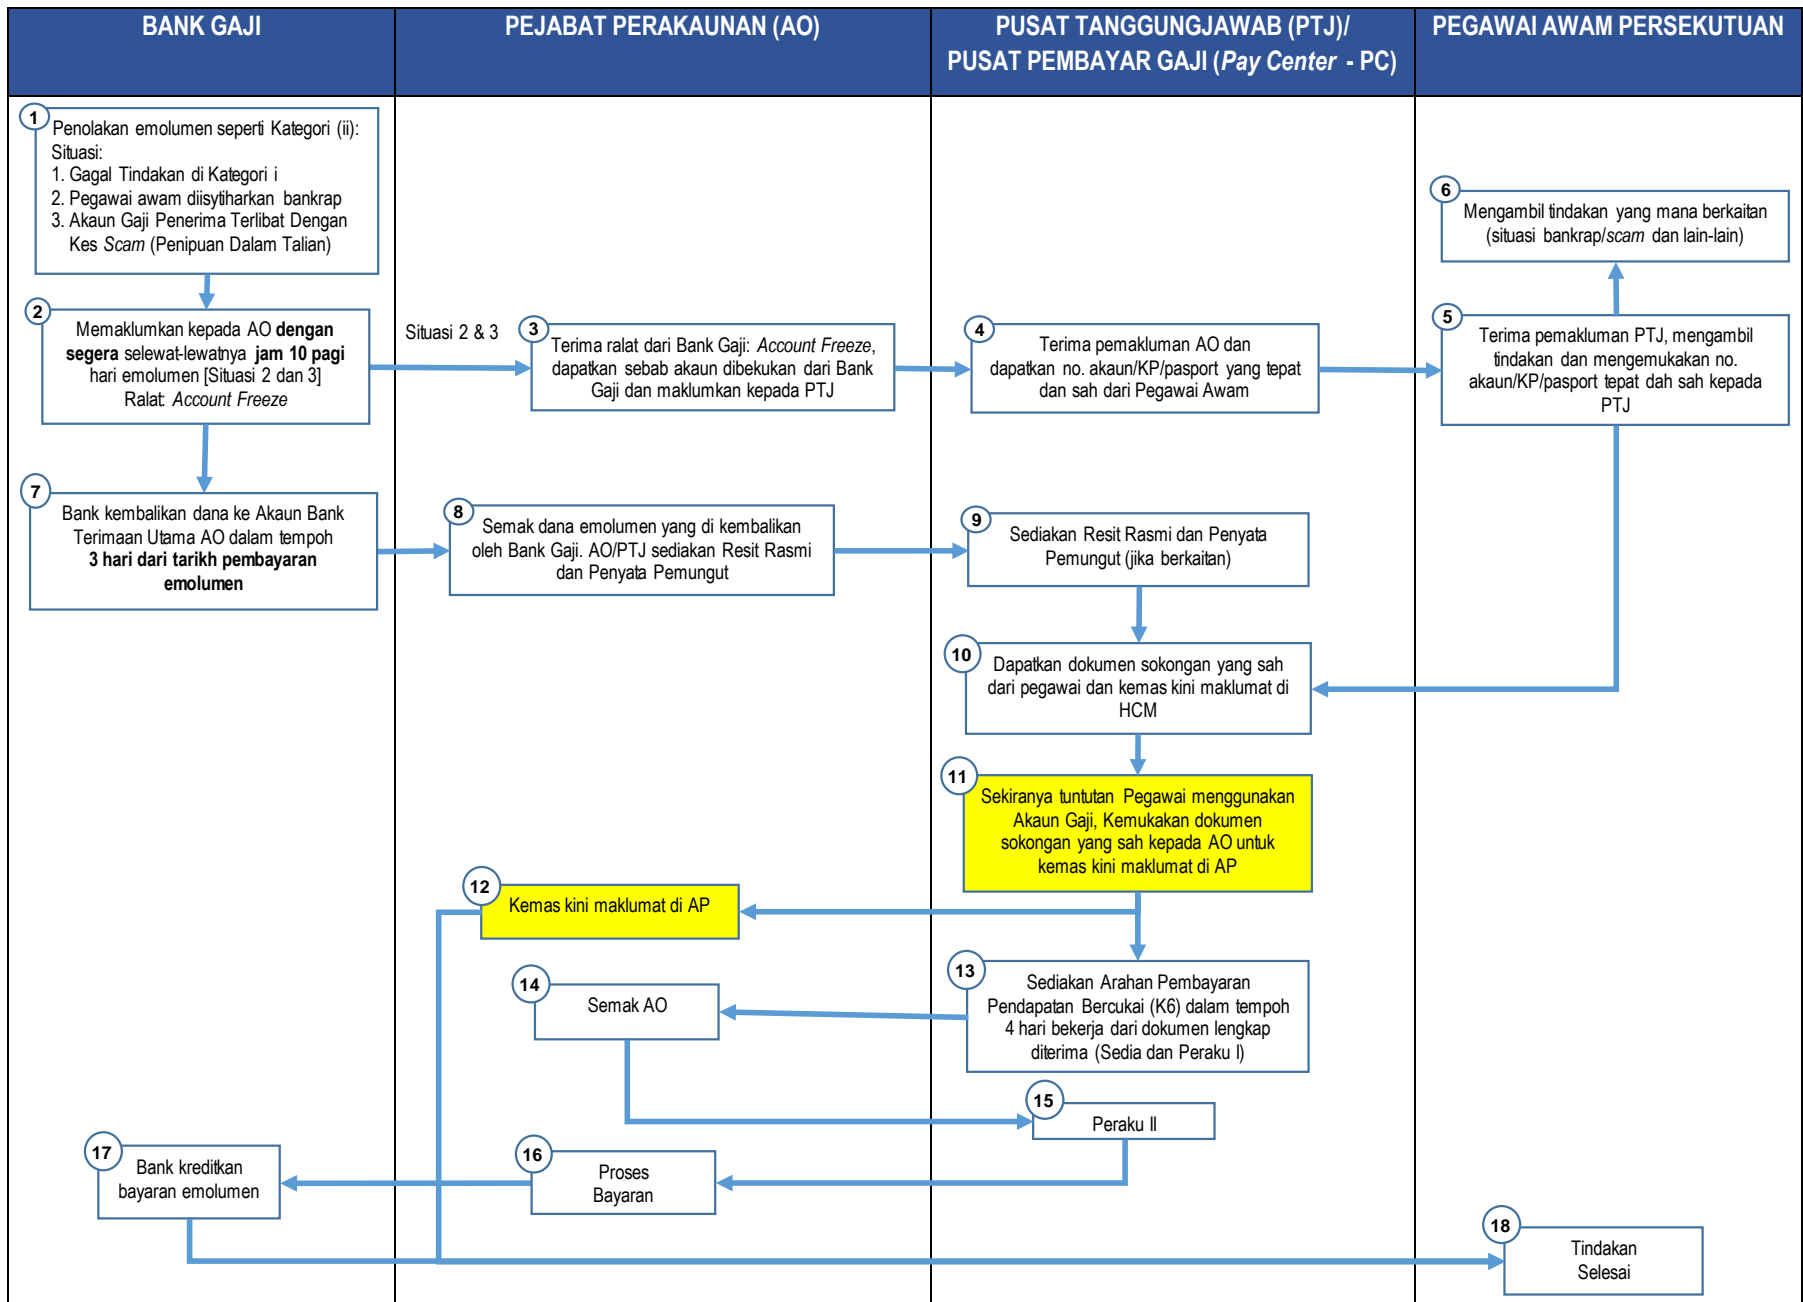 BANK GAJI
PEJABAT PERAKAUNAN (AO)
PUSAT TANGGUNGJAWAB (PTJ)/
PUSAT PEMBAYAR GAJI (Pay Center - PC)
PEGAWAI AWAM PERSEKUTUAN
1
Penolakan emolumen seperti Kategori (ii):
Situasi:
1. Gagal Tindakan di Kategori i
2. Pegawai awam diisytiharkan bankrap
3. Akaun Gaji Penerima Terlibat Dengan
Kes Scam (Penipuan Dalam Talian)
2
Memaklumkan kepada AO dengan
segera selewat-lewatnya jam 10 pagi
hari emolumen [Situasi 2 dan 3]
Ralat: Account Freeze
Situasi 2 & 3
3
Terima ralat dari Bank Gaji: Account Freeze,
dapatkan sebab akaun dibekukan dari Bank
Gaji dan maklumkan kepada PTJ
4
Terima pemakluman AO dan
dapatkan no. akaun/KP/pasport yang tepat
dan sah dari Pegawai Awam
5
Terima pemakluman PTJ, mengambil
tindakan dan mengemukakan no.
akaun/KP/pasport tepat dah sah kepada
PTJ
6
Mengambil tindakan yang mana berkaitan
(situasi bankrap/scam dan lain-lain)
7
Bank kembalikan dana ke Akaun Bank
Terimaan Utama AO dalam tempoh
3 hari dari tarikh pembayaran
emolumen
8
Semak dana emolumen yang di kembalikan
oleh Bank Gaji. AO/PTJ sediakan Resit Rasmi
dan Penyata Pemungut
9
Sediakan Resit Rasmi dan Penyata
Pemungut (jika berkaitan)
10
Dapatkan dokumen sokongan yang sah
dari pegawai dan kemas kini maklumat di
HCM
11
Sekiranya tuntutan Pegawai menggunakan
Akaun Gaji, Kemukakan dokumen
sokongan yang sah kepada AO untuk
kemas kini maklumat di AP
12
Kemas kini maklumat di AP
13
Sediakan Arahan Pembayaran
Pendapatan Bercukai (K6) dalam tempoh
4 hari bekerja dari dokumen lengkap
diterima (Sedia dan Peraku I)
14
Semak AO
15
Peraku II
16
Proses
Bayaran
17
Bank kreditkan
bayaran emolumen
18
Tindakan
Selesai